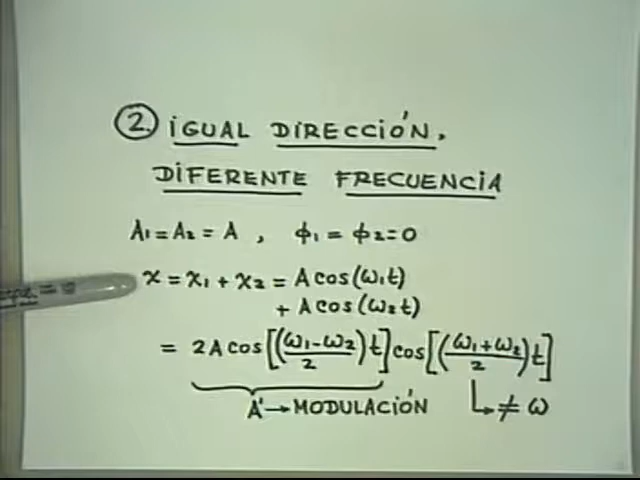 ② IGUAL DIRECCIÓN,
DIFERENTE FRECUENCIA
A₁ = A₂ = A , ϕ₁ = ϕ₂ = 0
x = x₁ + x₂ = A cos(ω₁t)
+ A cos(ω₂t)
= 2A cos[((ω₁-ω₂)/2)t] cos[((ω₁+ω₂)/2)t]
A' → MODULACIÓN ↳ ≠ ω